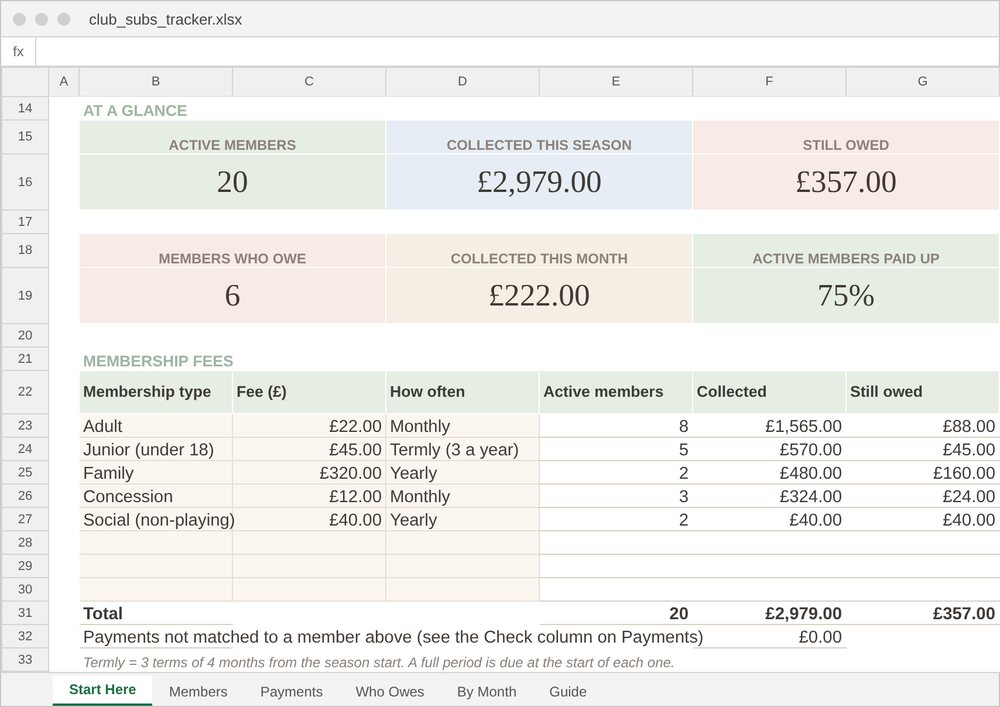 club_subs_tracker.xlsx
fx
A B C D E F G
14 AT A GLANCE
15 ACTIVE MEMBERS COLLECTED THIS SEASON STILL OWED
16 20 £2,979.00 £357.00
17
18 MEMBERS WHO OWE COLLECTED THIS MONTH ACTIVE MEMBERS PAID UP
19 6 £222.00 75%
20
21 MEMBERSHIP FEES
22 Membership type Fee (£) How often Active members Collected Still owed
23 Adult £22.00 Monthly 8 £1,565.00 £88.00
24 Junior (under 18) £45.00 Termly (3 a year) 5 £570.00 £45.00
25 Family £320.00 Yearly 2 £480.00 £160.00
26 Concession £12.00 Monthly 3 £324.00 £24.00
27 Social (non-playing) £40.00 Yearly 2 £40.00 £40.00
28
29
30
31 Total 20 £2,979.00 £357.00
32 Payments not matched to a member above (see the Check column on Payments) £0.00
33 Termly = 3 terms of 4 months from the season start. A full period is due at the start of each one.
Start Here Members Payments Who Owes By Month Guide